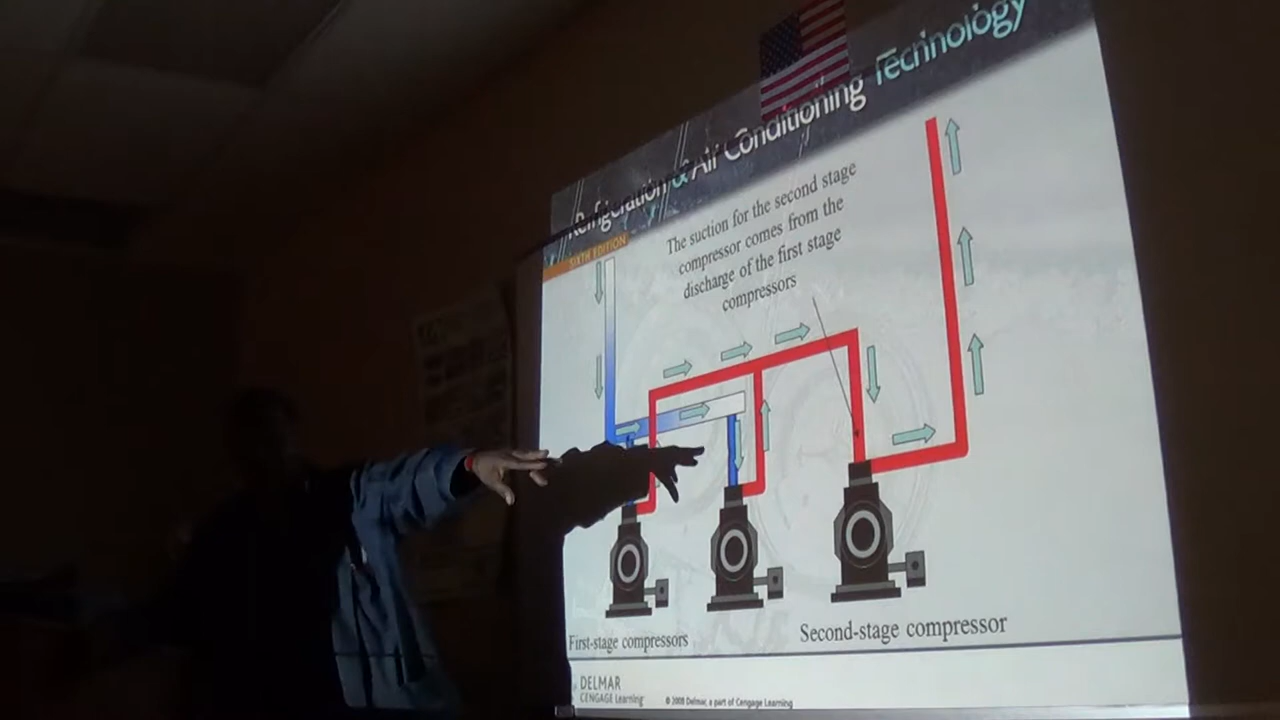 Refrigeration & Air Conditioning Technology
SIXTH EDITION
The suction for the second stage
compressor comes from the
discharge of the first stage
compressors
First-stage compressors
Second-stage compressor
DELMAR
CENGAGE Learning
© 2008 Delmar, a part of Cengage Learning